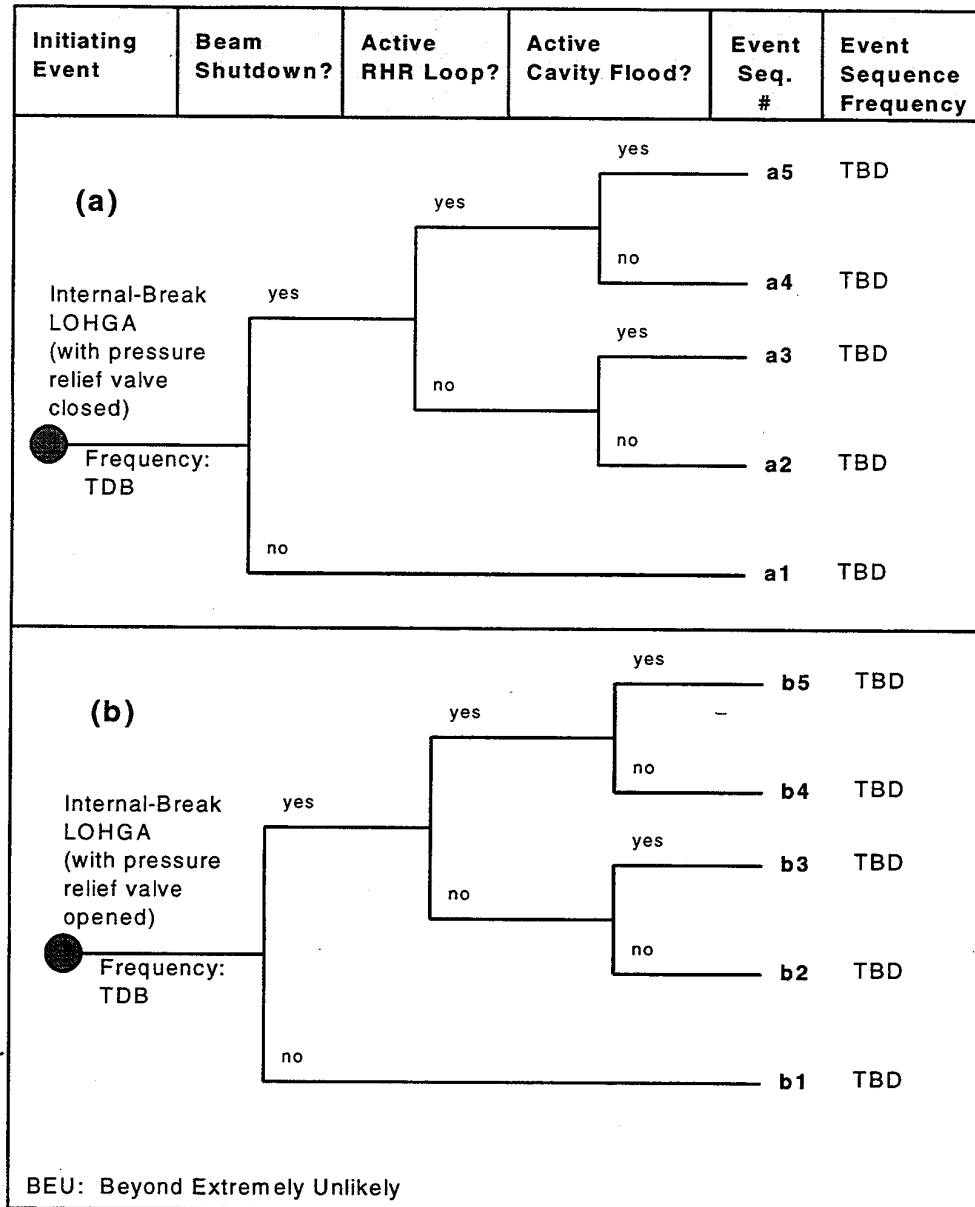 Initiating Event
Beam Shutdown?
Active RHR Loop?
Active Cavity Flood?
Event Seq. #
Event Sequence Frequency
(a)
yes
a5 TBD
yes
no
a4 TBD
Internal-Break
LOHGA
(with pressure
relief valve
closed)
yes
yes
a3 TBD
no
no
a2 TBD
Frequency:
TDB
no
a1 TBD
(b)
yes
b5 TBD
yes
no
b4 TBD
Internal-Break
LOHGA
(with pressure
relief valve
opened)
yes
yes
b3 TBD
no
no
b2 TBD
Frequency:
TDB
no
b1 TBD
BEU: Beyond Extremely Unlikely